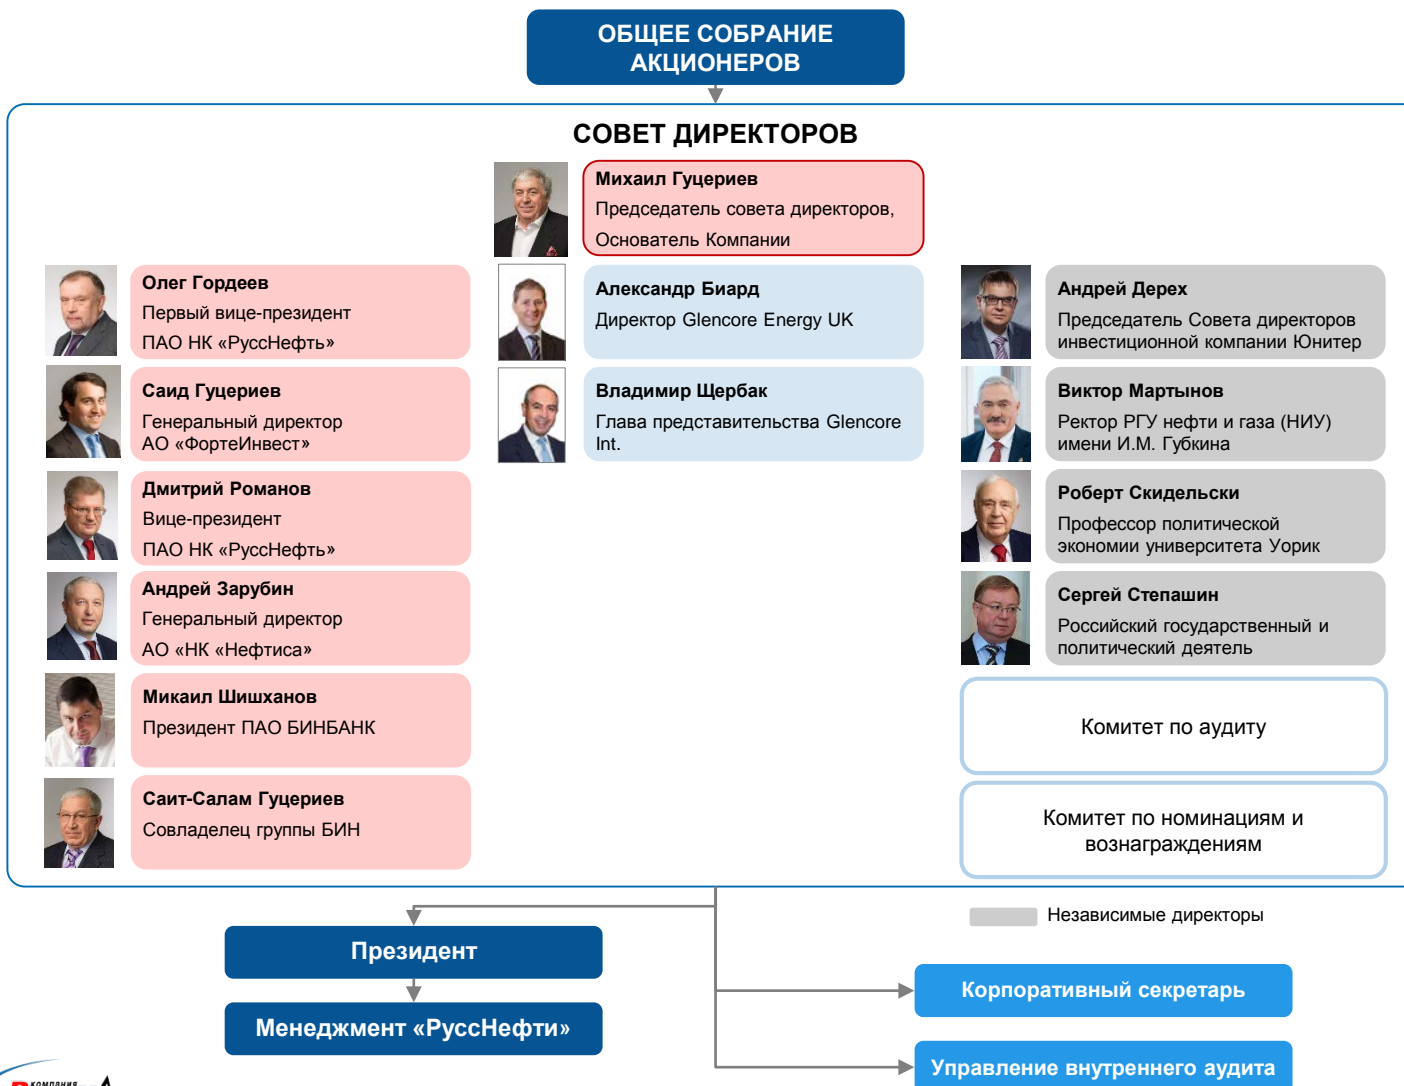 ОБЩЕЕ СОБРАНИЕ
АКЦИОНЕРОВ
СОВЕТ ДИРЕКТОРОВ
Михаил Гуцериев
Председатель совета директоров,
Основатель Компании
Олег Гордеев
Первый вице-президент
ПАО НК «РуссНефть»
Саид Гуцериев
Генеральный директор
АО «ФортеИнвест»
Дмитрий Романов
Вице-президент
ПАО НК «РуссНефть»
Андрей Зарубин
Генеральный директор
АО «НК «Нефтиса»
Микаил Шишханов
Президент ПАО БИНБАНК
Саит-Салам Гуцериев
Совладелец группы БИН
Александр Биард
Директор Glencore Energy UK
Владимир Щербак
Глава представительства Glencore
Int.
Андрей Дерех
Председатель Совета директоров
инвестиционной компании Юнитер
Виктор Мартынов
Ректор РГУ нефти и газа (НИУ)
имени И.М. Губкина
Роберт Скидельски
Профессор политической
экономии университета Уорик
Сергей Степашин
Российский государственный и
политический деятель
Комитет по аудиту
Комитет по номинациям и
вознаграждениям
Независимые директоры
Президент
Менеджмент «РуссНефти»
Корпоративный секретарь
Управление внутреннего аудита
компания